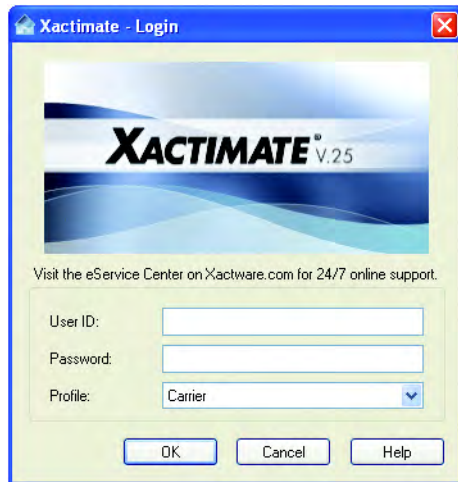 Xactimate - Login
XACTIMATE® V.25
Visit the eService Center on Xactware.com for 24/7 online support.
User ID:
Password:
Profile: Carrier
OK Cancel Help